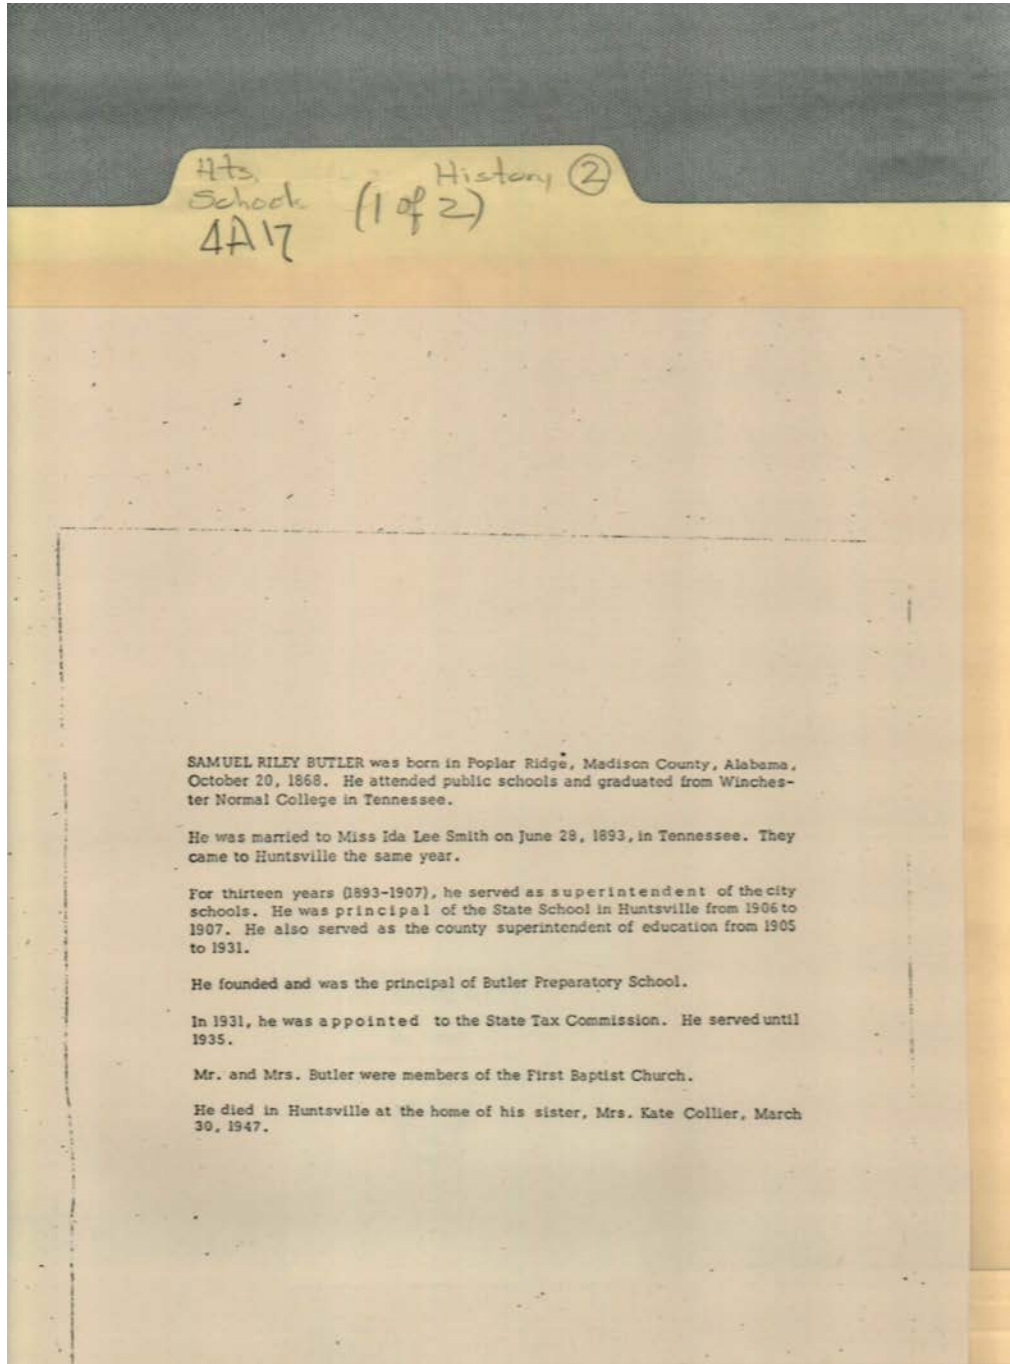 Hts. History ②
School (1 of 2)
4A17
SAMUEL RILEY BUTLER was born in Poplar Ridge, Madison County, Alabama,
October 20, 1868. He attended public schools and graduated from Winches-
ter Normal College in Tennessee.
He was married to Miss Ida Lee Smith on June 28, 1893, in Tennessee. They
came to Huntsville the same year.
For thirteen years (1893-1907), he served as superintendent of the city
schools. He was principal of the State School in Huntsville from 1906 to
1907. He also served as the county superintendent of education from 1905
to 1931.
He founded and was the principal of Butler Preparatory School.
In 1931, he was appointed to the State Tax Commission. He served until
1935.
Mr. and Mrs. Butler were members of the First Baptist Church.
He died in Huntsville at the home of his sister, Mrs. Kate Collier, March
30, 1947.